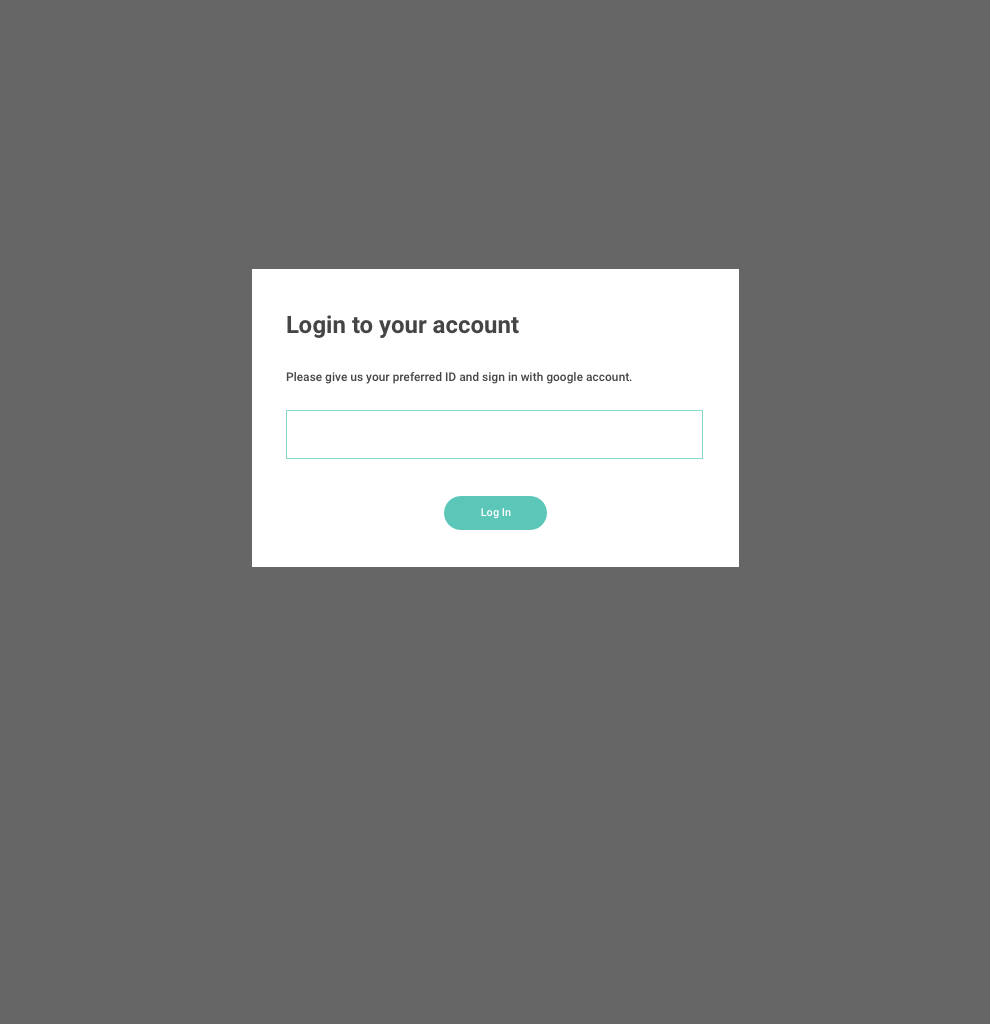 Login to your account
Please give us your preferred ID and sign in with google account.
Log In